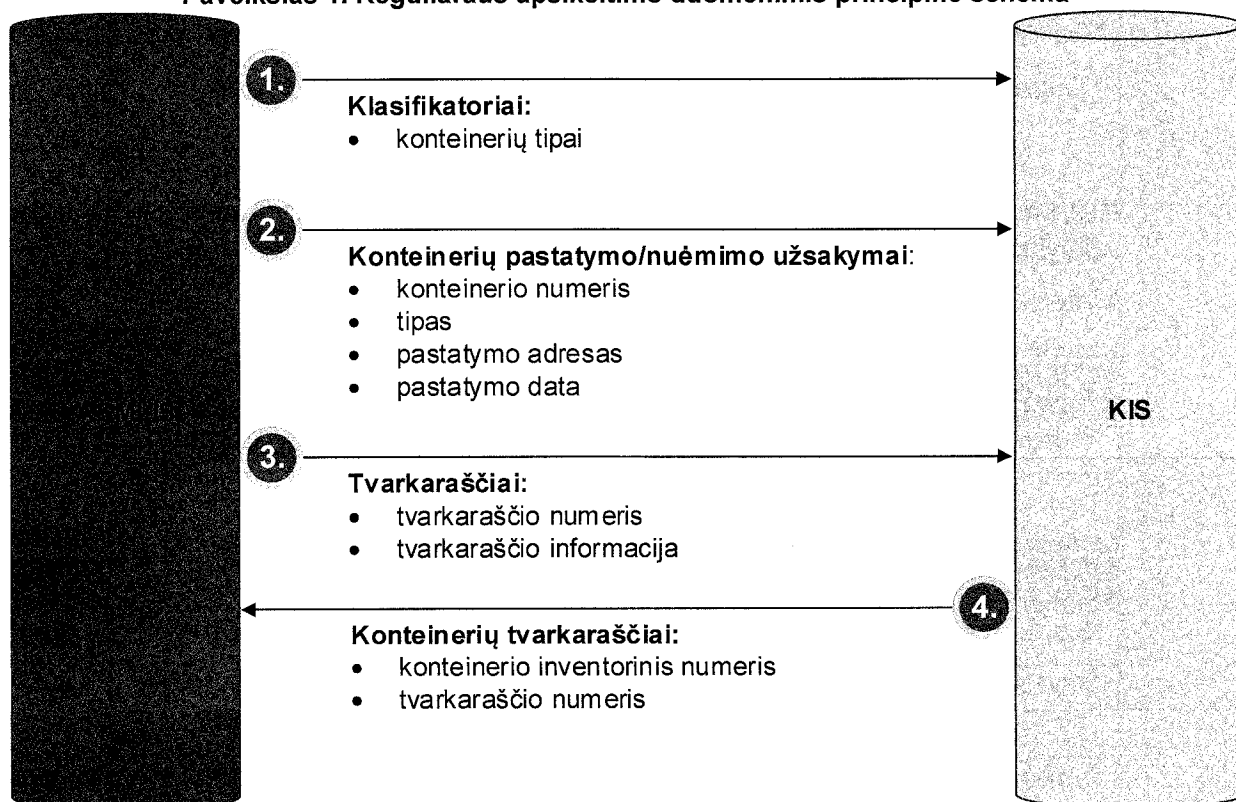 1.
Klasifikatoriai:
• konteinerių tipai
2.
Konteinerių pastatymo/nuėmimo užsakymai:
• konteinerio numeris
• tipas
• pastatymo adresas
• pastatymo data
KIS
3.
Tvarkaraščiai:
• tvarkaraščio numeris
• tvarkaraščio informacija
4.
Konteinerių tvarkaraščiai:
• konteinerio inventorinis numeris
• tvarkaraščio numeris